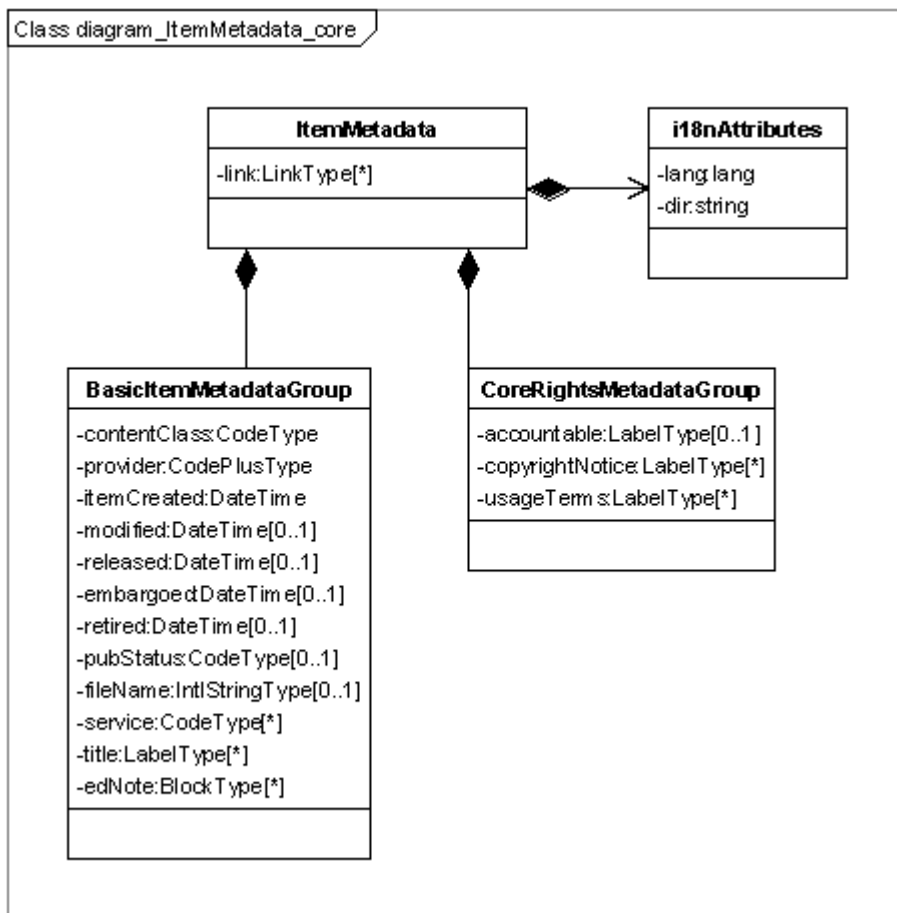 Class diagram_ItemMetadata_core
ItemMetadata
-link:LinkType[*]
i18nAttributes
-lang:lang
-dir:string
BasicItemMetadataGroup
-contentClass:CodeType
-provider:CodePlusType
-itemCreated:DateTime
-modified:DateTime[0..1]
-released:DateTime[0..1]
-embargoed:DateTime[0..1]
-retired:DateTime[0..1]
-pubStatus:CodeType[0..1]
-fileName:IntlStringType[0..1]
-service:CodeType[*]
-title:LabelType[*]
-edNote:BlockType[*]
CoreRightsMetadataGroup
-accountable:LabelType[0..1]
-copyrightNotice:LabelType[*]
-usageTerms:LabelType[*]